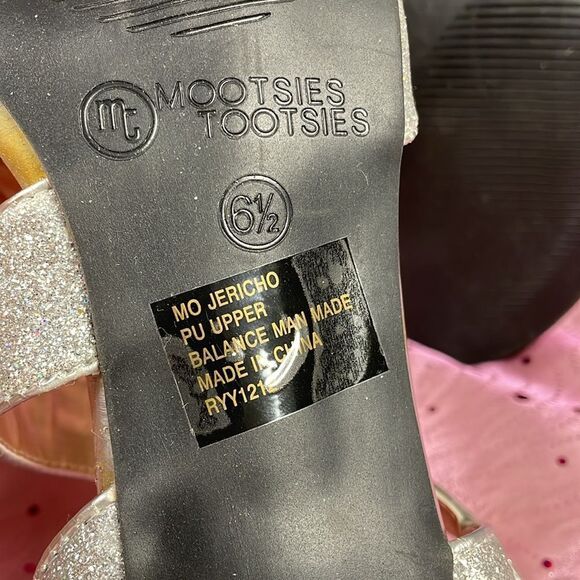 mt
MOOTSIES
TOOTSIES
6½
MO JERICHO
PU UPPER
BALANCE MAN MADE
MADE IN CHINA